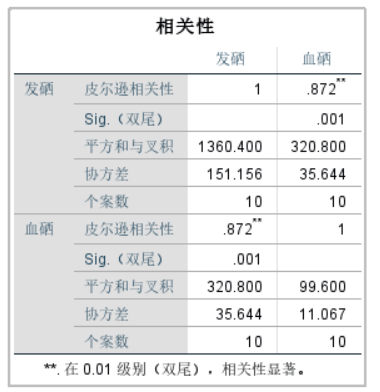 相关性
发硒 血硒
发硒 皮尔逊相关性 1 .872**
Sig.（双尾） .001
平方和与叉积 1360.400 320.800
协方差 151.156 35.644
个案数 10 10
血硒 皮尔逊相关性 .872** 1
Sig.（双尾） .001
平方和与叉积 320.800 99.600
协方差 35.644 11.067
个案数 10 10
**. 在 0.01 级别（双尾），相关性显著。